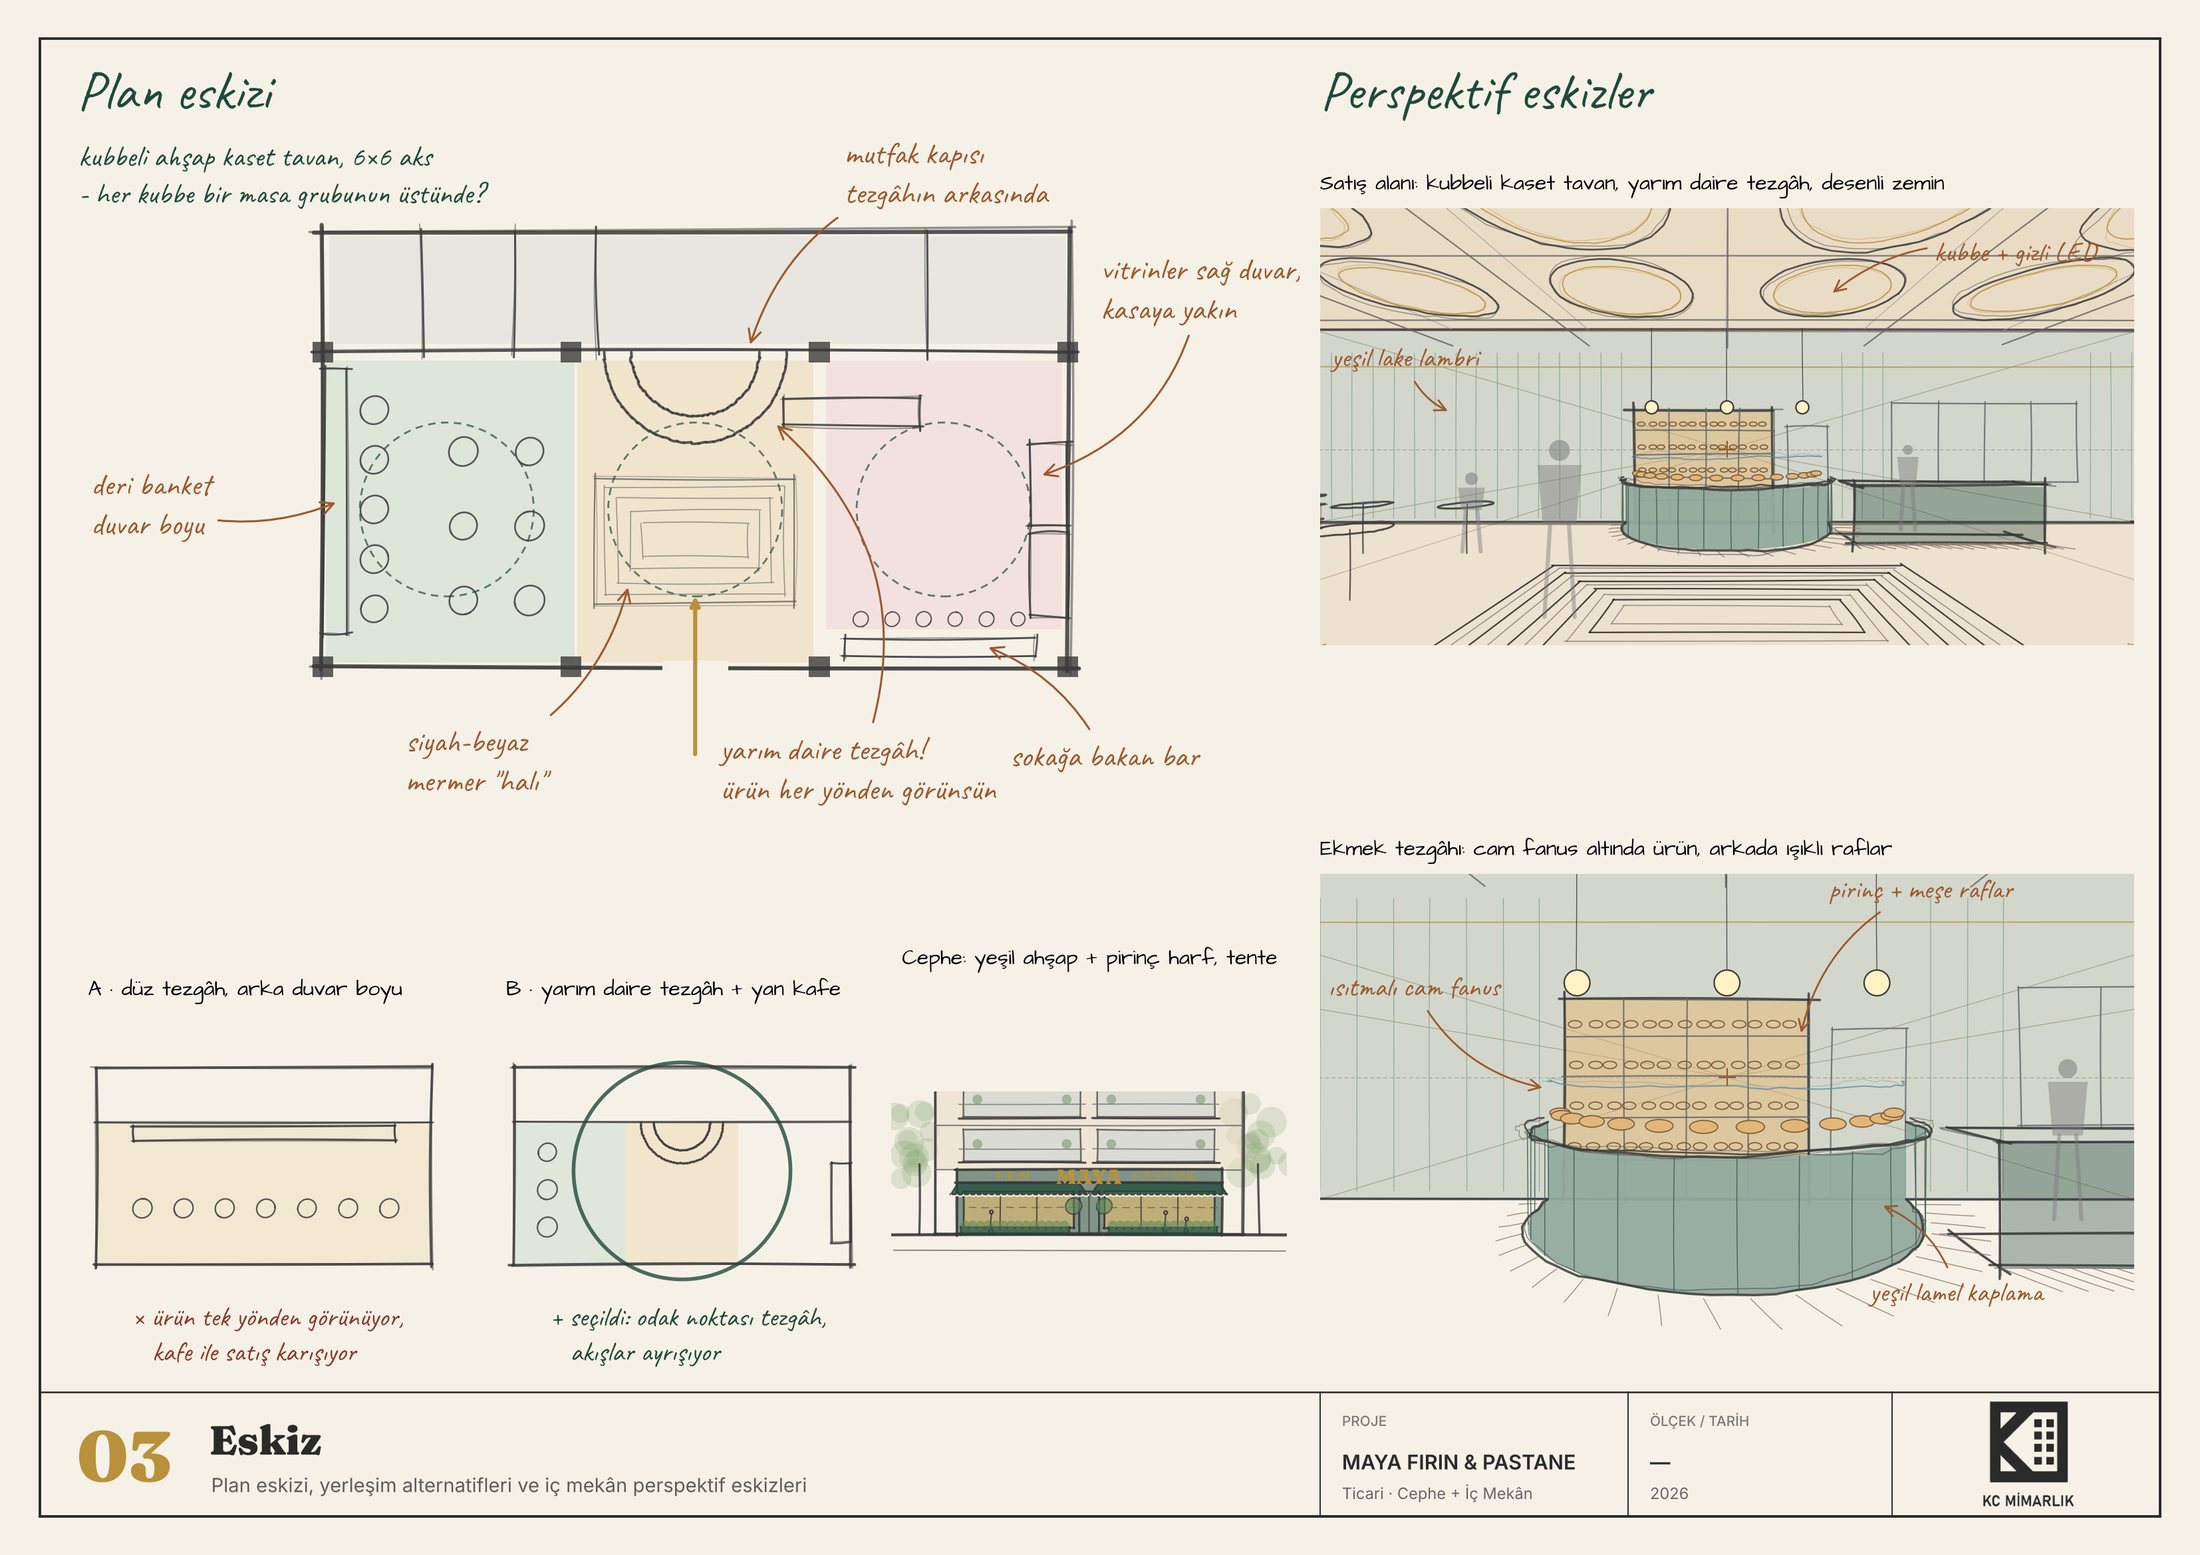 Plan eskizi
kubbeli ahşap kaset tavan, 6×6 aks
- her kubbe bir masa grubunun üstünde?
mutfak kapısı
tezgâhın arkasında
vitrinler sağ duvar,
kasaya yakın
deri banket
duvar boyu
siyah-beyaz
mermer "halı"
yarım daire tezgâh!
ürün her yönden görünsün
sokağa bakan bar
Perspektif eskizler
Satış alanı: kubbeli kaset tavan, yarım daire tezgâh, desenli zemin
kubbe + gizli LED
yeşil lake lambri
Ekmek tezgâhı: cam fanus altında ürün, arkada ışıklı raflar
pirinç + meşe raflar
ısıtmalı cam fanus
yeşil lamel kaplama
A · düz tezgâh, arka duvar boyu
× ürün tek yönden görünüyor,
kafe ile satış karışıyor
B · yarım daire tezgâh + yan kafe
+ seçildi: odak noktası tezgâh,
akışlar ayrışıyor
Cephe: yeşil ahşap + pirinç harf, tente
MAYA
03
Eskiz
Plan eskizi, yerleşim alternatifleri ve iç mekân perspektif eskizleri
PROJE
MAYA FIRIN & PASTANE
Ticari · Cephe + İç Mekân
ÖLÇEK / TARİH
—
2026
KC MİMARLIK